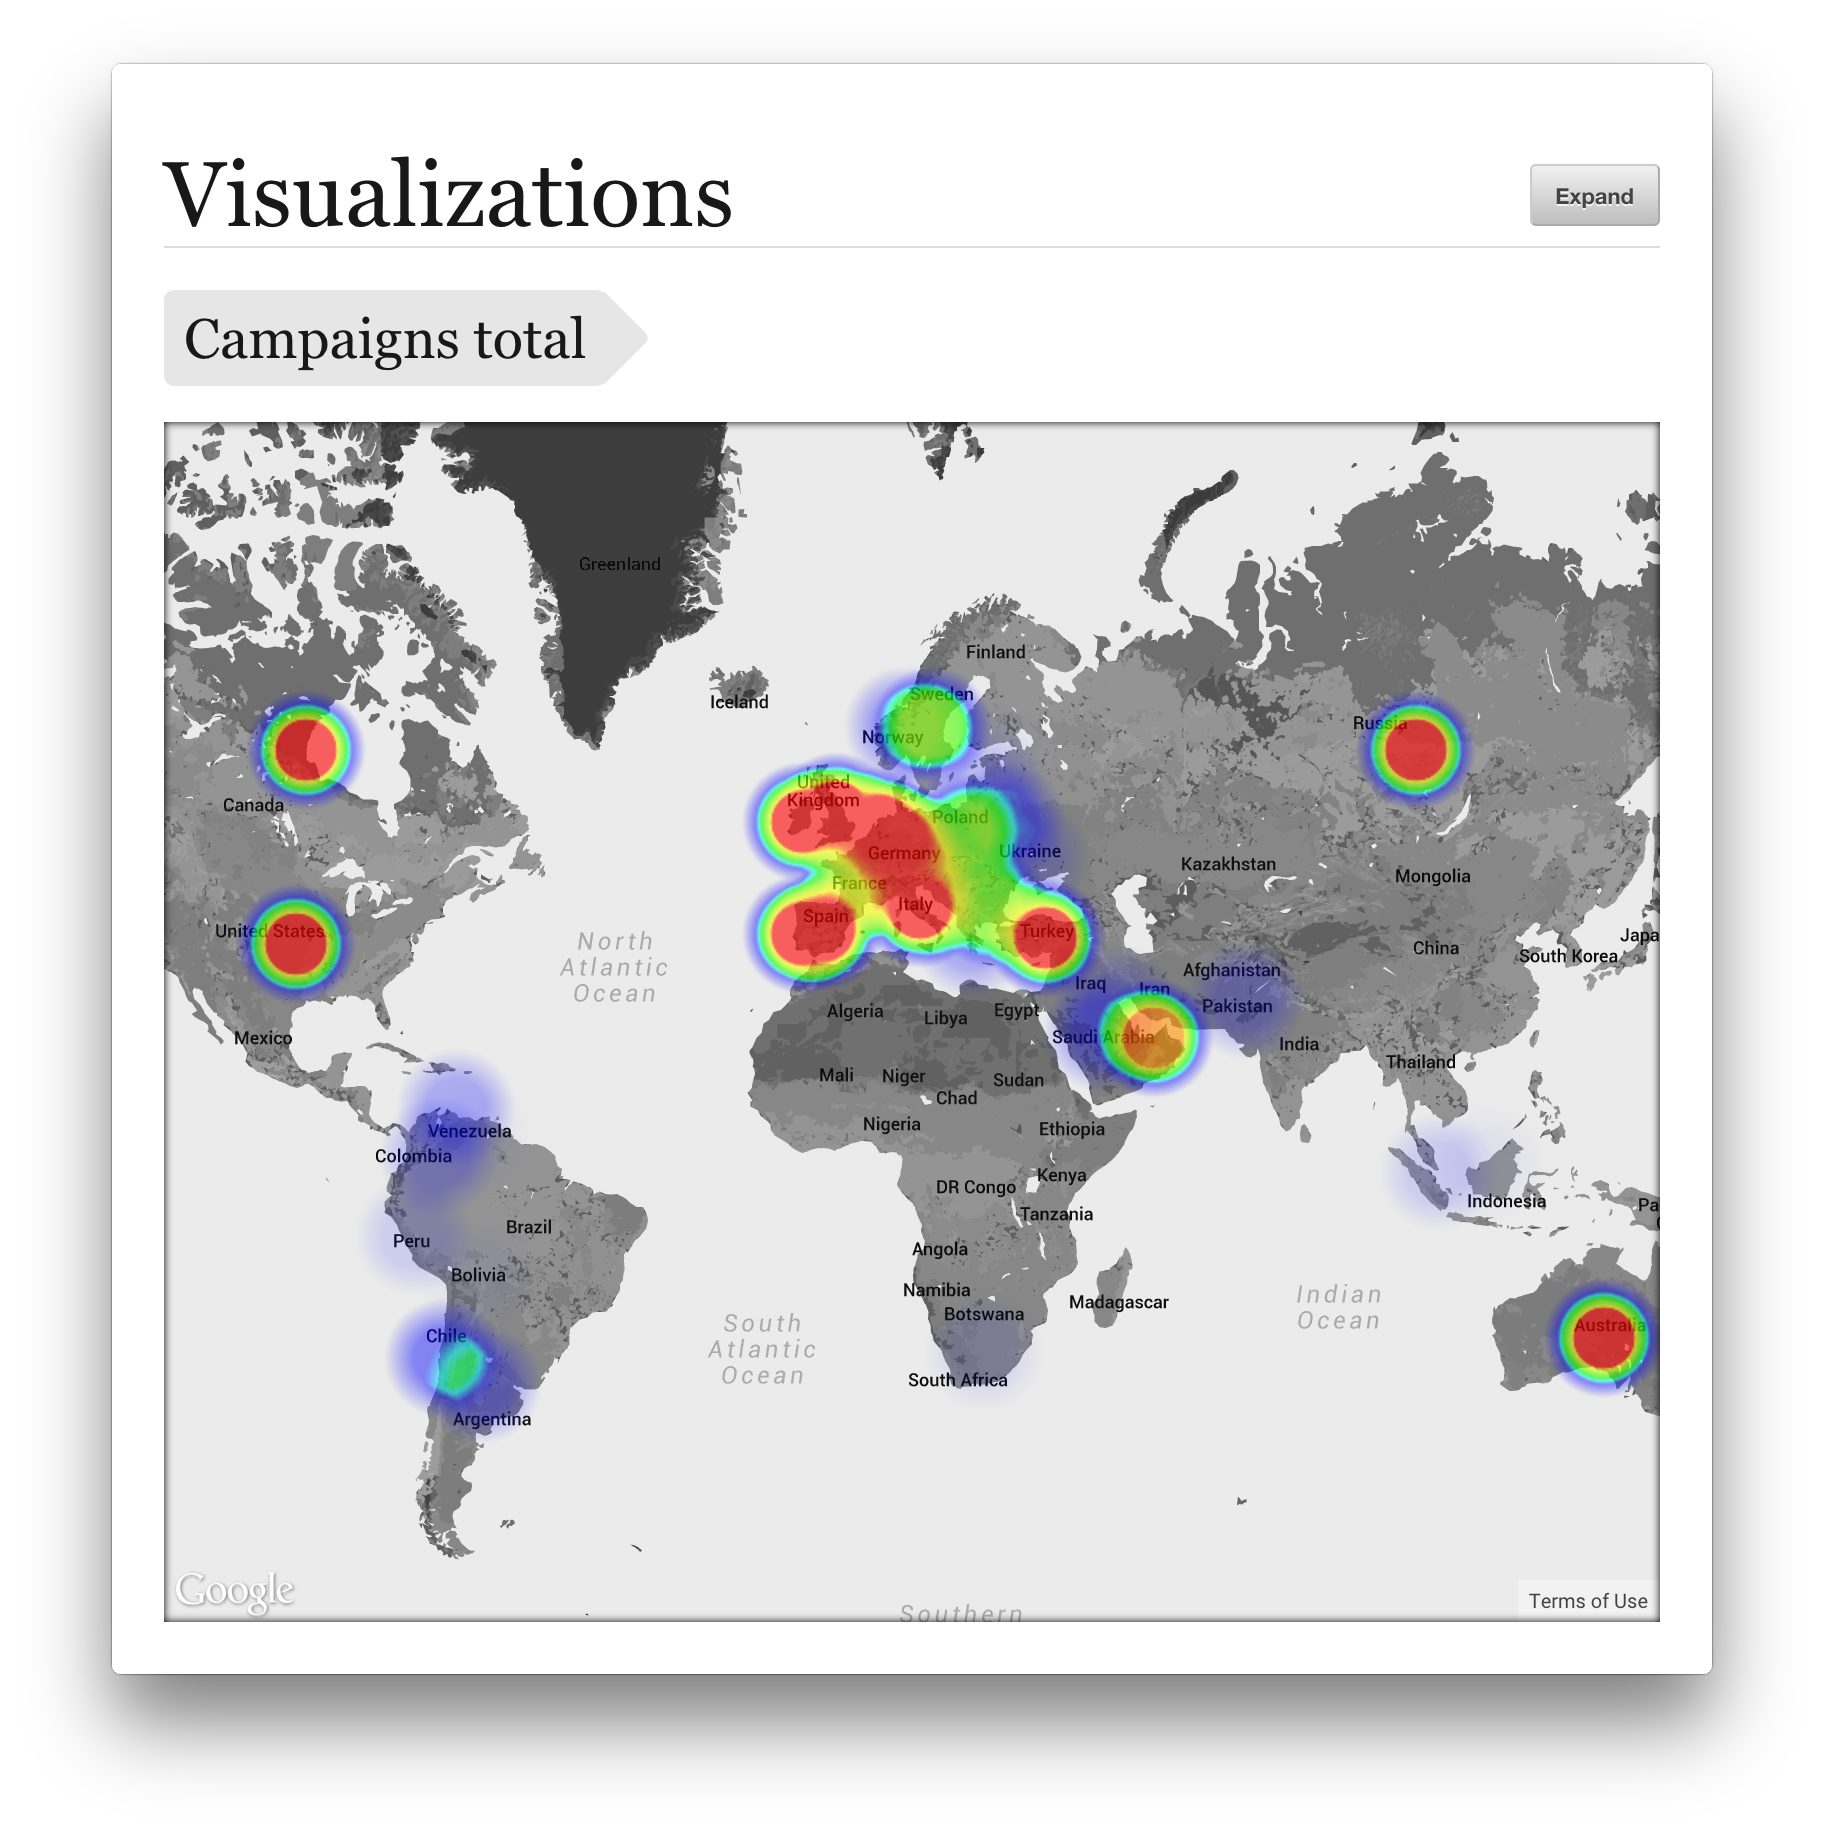 Visualizations
Expand
Campaigns total
Greenland
Finland
Iceland
Sweden
Norway
Russia
Canada
United
Kingdom
Poland
Germany
Ukraine
Kazakhstan
Mongolia
France
Italy
Spain
United States
Turkey
North
Atlantic
Ocean
China
Japa
South Korea
Afghanistan
Iraq
Iran
Pakistan
Algeria
Libya
Egypt
Mexico
Saudi Arabia
India
Thailand
Mali
Niger
Sudan
Chad
Nigeria
Ethiopia
Venezuela
Colombia
Kenya
DR Congo
Indonesia
Pa
Tanzania
Brazil
Peru
Angola
Bolivia
Namibia
Botswana
Madagascar
Indian
Ocean
South
Atlantic
Ocean
Chile
Australia
South Africa
Argentina
Google
Terms of Use
Southern